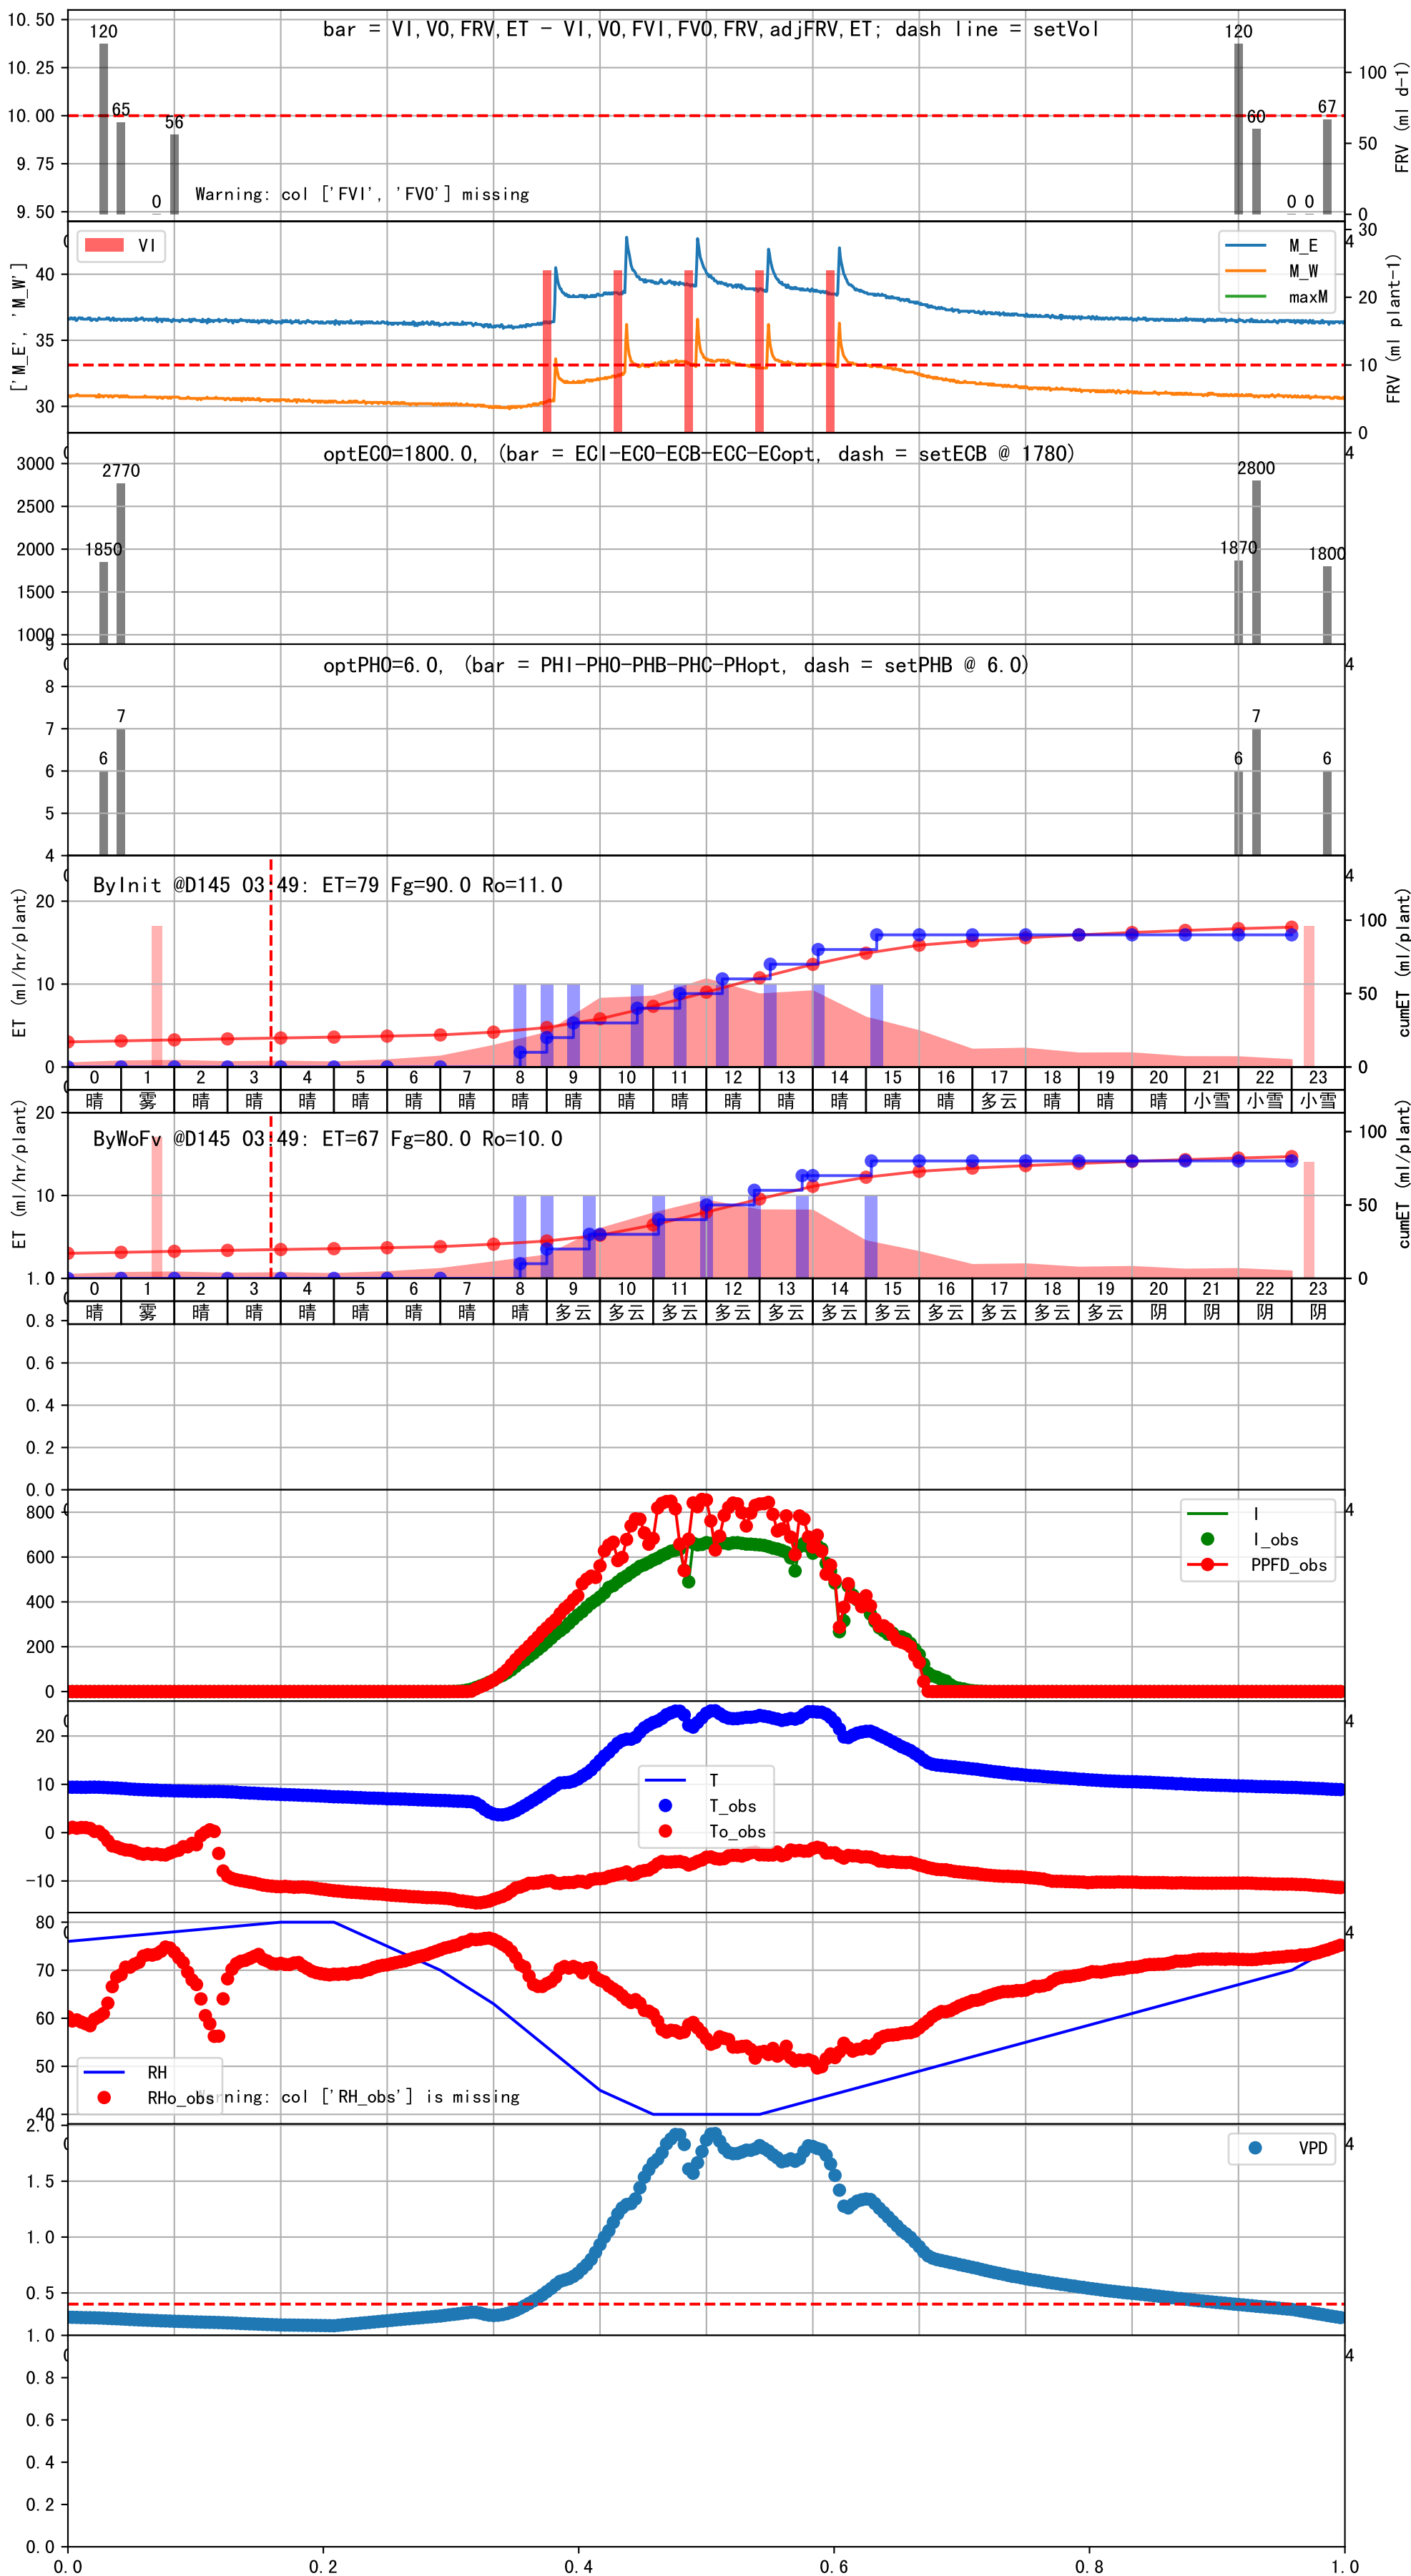 bar = VI,VO,FRV,ET - VI,VO,FVI,FVO,FRV,adjFRV,ET; dash line = setVol
10.50
10.25
10.00
9.75
9.50
120
65
0
56
120
60
0
0
67
Warning: col ['FVI', 'FVO'] missing
100
50
0
FRV (ml d-1)
VI
M_E
M_W
maxM
['M_E', 'M_W']
40
35
30
30
20
10
0
FRV (ml plant-1)
4
optECO=1800.0, (bar = ECI-ECO-ECB-ECC-ECopt, dash = setECB @ 1780)
3000
2500
2000
1500
1000
1850
2770
1870
2800
1800
4
optPHO=6.0, (bar = PHI-PHO-PHB-PHC-PHopt, dash = setPHB @ 6.0)
9
8
7
6
5
4
6
7
6
7
6
4
ByInit @D145 03:49: ET=79 Fg=90.0 Ro=11.0
ET (ml/hr/plant)
20
10
0
100
50
0
cumET (ml/plant)
4
0 1 2 3 4 5 6 7 8 9 10 11 12 13 14 15 16 17 18 19 20 21 22 23
晴 雾 晴 晴 晴 晴 晴 晴 晴 晴 晴 晴 晴 晴 晴 晴 晴 多云 晴 晴 晴 小雪 小雪 小雪
ByWoFv @D145 03:49: ET=67 Fg=80.0 Ro=10.0
ET (ml/hr/plant)
20
10
100
50
0
cumET (ml/plant)
0 1 2 3 4 5 6 7 8 9 10 11 12 13 14 15 16 17 18 19 20 21 22 23
晴 雾 晴 晴 晴 晴 晴 晴 晴 多云 多云 多云 多云 多云 多云 多云 多云 多云 多云 多云 阴 阴 阴 阴
1.0
0.8
0.6
0.4
0.2
0.0
800
600
400
200
0
I
I_obs
PPFD_obs
4
20
10
0
-10
T
T_obs
To_obs
4
80
70
60
50
40
RH
RHo_obs
rning: col ['RH_obs'] is missing
4
2.0
1.5
1.0
0.5
VPD
4
1.0
0.8
0.6
0.4
0.2
0.0
4
0.0 0.2 0.4 0.6 0.8 1.0